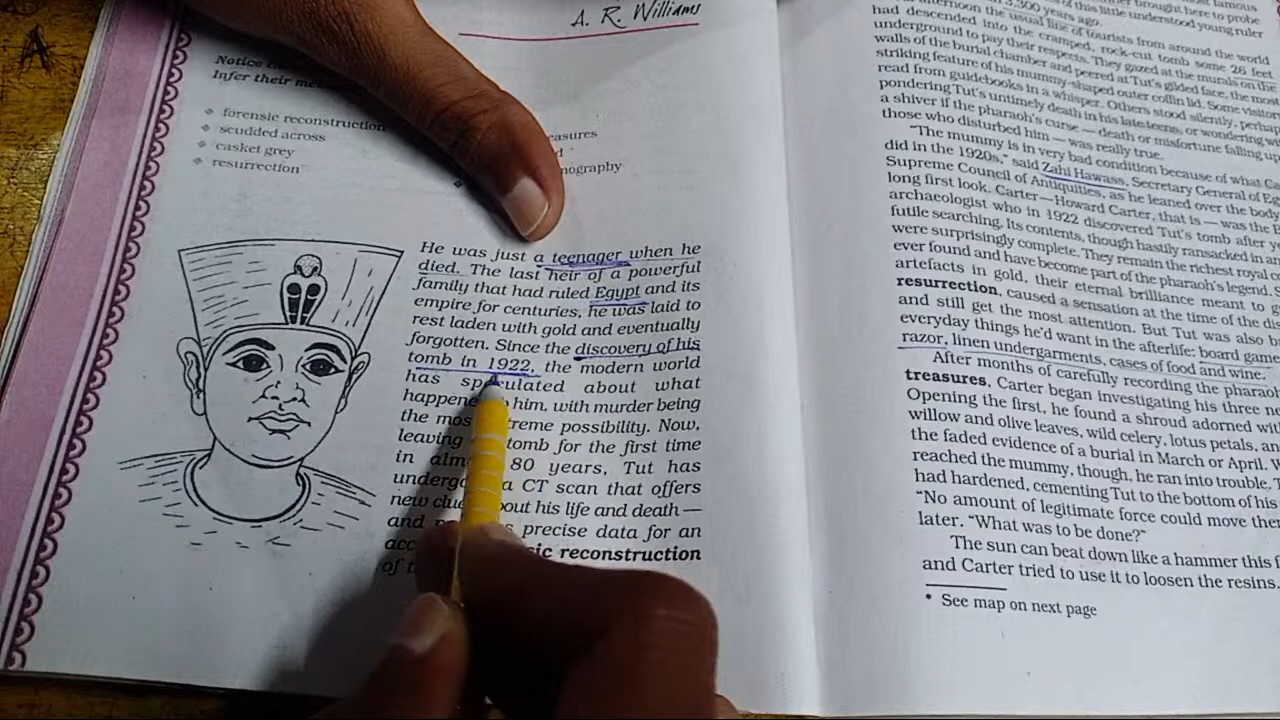 A. R. Williams
Notice
Infer their
forensic reconstruction
scudded across
casket grey
resurrection
He was just a teenager when he
died. The last heir of a powerful
family that had ruled Egypt and its
empire for centuries, he was laid to
rest laden with gold and eventually
forgotten. Since the discovery of his
tomb in 1922, the modern world
has speculated about what
happened him, with murder being
the possibility. Now,
leaving tomb for the first time
in 80 years, Tut has
a CT scan that offers
new his life and death —
and precise data for an
reconstruction
of
3,300 years ago.
afternoon the usual line of tourists from around the world
had descended into the cramped, rock-cut tomb some 26 feet
underground to pay their respects. They gazed at the murals on the
walls of the burial chamber and peered at Tut's gilded face, the most
striking feature of his mummy-shaped outer coffin lid. Some
read from guidebooks in a whisper. Others stood silently,
pondering Tut's untimely death in his late teens, or wondering
a shiver if the pharaoh's curse — death or misfortune falling
those who disturbed him — was really true.
"The mummy is in very bad condition because of what
did in the 1920s," said Zahi Hawass, Secretary General of
Supreme Council of Antiquities, as he leaned over the body
long first look. Carter—Howard Carter, that is — was the
archaeologist who in 1922 discovered Tut's tomb after
futile searching. Its contents, though hastily ransacked in
were surprisingly complete. They remain the richest royal
ever found and have become part of the pharaoh's legend.
artefacts in gold, their eternal brilliance meant to
resurrection, caused a sensation at the time of the
and still get the most attention. But Tut was also
everyday things he'd want in the afterlife: board
razor, linen undergarments, cases of food and wine.
After months of carefully recording the
treasures, Carter began investigating his three
Opening the first, he found a shroud adorned
willow and olive leaves, wild celery, lotus petals,
the faded evidence of a burial in March or April.
reached the mummy, though, he ran into trouble.
had hardened, cementing Tut to the bottom of his
"No amount of legitimate force could move
later. "What was to be done?"
The sun can beat down like a hammer this
and Carter tried to use it to loosen the resins.
* See map on next page